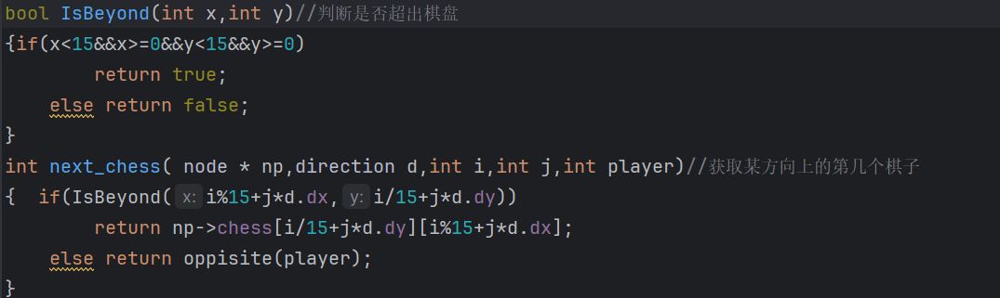 bool IsBeyond(int x,int y)//判断是否超出棋盘
{if(x<15&&x>=0&&y<15&&y>=0)
        return true;
    else return false;
}
int next_chess( node * np,direction d,int i,int j,int player)//获取某方向上的第几个棋子
{  if(IsBeyond( x: i%15+j*d.dx, y: i/15+j*d.dy))
        return np->chess[i/15+j*d.dy][i%15+j*d.dx];
    else return oppisite(player);
}